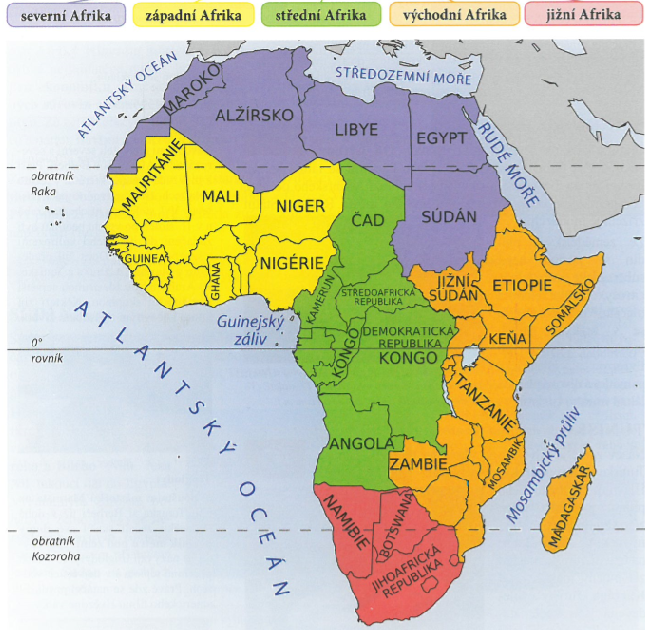 severní Afrika
západní Afrika
střední Afrika
východní Afrika
jižní Afrika
ATLANTSKÝ OCEÁN
STŘEDOZEMNÍ MOŘE
MAROKO
ALŽÍRSKO
LIBYE
EGYPT
RUDÉ MOŘE
obratník
Raka
MAURITÁNIE
MALI
NIGER
ČAD
SÚDÁN
GUINEA
GHANA
NIGÉRIE
KAMERUN
STŘEDOAFRICKÁ
REPUBLIKA
JIŽNÍ
SÚDÁN
ETIOPIE
SOMALSKO
Guinejský
záliv
0°
rovník
KONGO
DEMOKRATICKÁ
REPUBLIKA
KONGO
KEŇA
TANZANIE
ATLANTSKÝ OCEÁN
ANGOLA
ZAMBIE
MOSAMBIK
Mosambický průliv
MADAGASKAR
NAMIBIE
BOTSWANA
JIHOAFRICKÁ
REPUBLIKA
obratník
Kozoroha